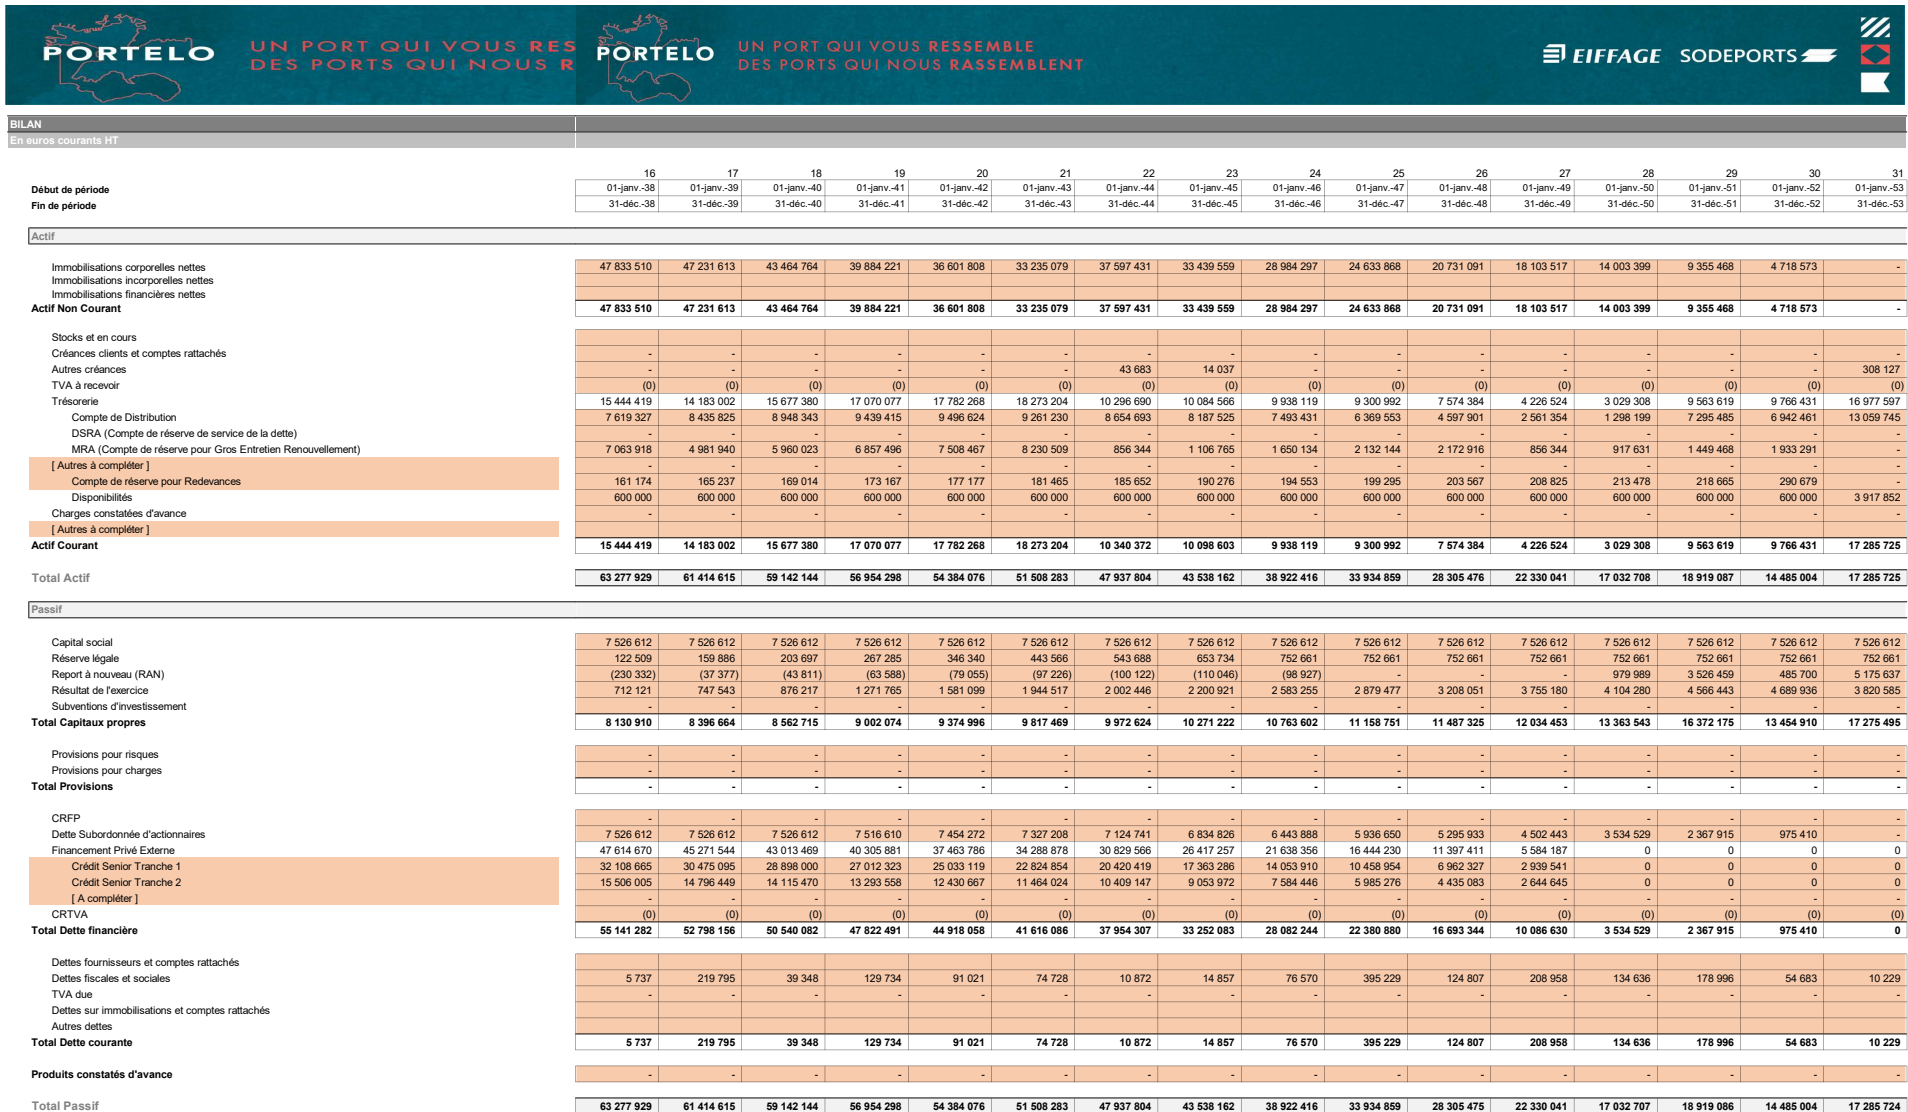 PORTELO UN PORT QUI VOUS RES
DES PORTS QUI NOUS R
PORTELO UN PORT QUI VOUS RESSEMBLE
DES PORTS QUI NOUS RASSEMBLENT
EIFFAGE SODEPORTS
BILAN
En euros courants HT
16 17 18 19 20 21 22 23 24 25 26 27 28 29 30 31
Début de période 01-janv.-38 01-janv.-39 01-janv.-40 01-janv.-41 01-janv.-42 01-janv.-43 01-janv.-44 01-janv.-45 01-janv.-46 01-janv.-47 01-janv.-48 01-janv.-49 01-janv.-50 01-janv.-51 01-janv.-52 01-janv.-53
Fin de période 31-déc.-38 31-déc.-39 31-déc.-40 31-déc.-41 31-déc.-42 31-déc.-43 31-déc.-44 31-déc.-45 31-déc.-46 31-déc.-47 31-déc.-48 31-déc.-49 31-déc.-50 31-déc.-51 31-déc.-52 31-déc.-53
Actif
Immobilisations corporelles nettes 47 833 510 47 231 613 43 464 764 39 884 221 36 601 808 33 235 079 37 597 431 33 439 559 28 984 297 24 633 868 20 731 091 18 103 517 14 003 399 9 355 468 4 718 573 -
Immobilisations incorporelles nettes
Immobilisations financières nettes
Actif Non Courant 47 833 510 47 231 613 43 464 764 39 884 221 36 601 808 33 235 079 37 597 431 33 439 559 28 984 297 24 633 868 20 731 091 18 103 517 14 003 399 9 355 468 4 718 573 -
Stocks et en cours
Créances clients et comptes rattachés - - - - - - - - - - - - - - - -
Autres créances - - - - - - 43 683 14 037 - - - - - - - 308 127
TVA à recevoir (0) (0) (0) (0) (0) (0) (0) (0) (0) (0) (0) (0) (0) (0) (0) (0)
Trésorerie 15 444 419 14 183 002 15 677 380 17 070 077 17 782 268 18 273 204 10 296 690 10 084 566 9 938 119 9 300 992 7 574 384 4 226 524 3 029 308 9 563 619 9 766 431 16 977 597
Compte de Distribution 7 619 327 8 435 825 8 948 343 9 439 415 9 496 624 9 261 230 8 654 693 8 187 525 7 493 431 6 369 553 4 597 901 2 561 354 1 298 199 7 295 485 6 942 461 13 059 745
DSRA (Compte de réserve de service de la dette) - - - - - - - - - - - - - - - -
MRA (Compte de réserve pour Gros Entretien Renouvellement) 7 063 918 4 981 940 5 960 023 6 857 496 7 508 467 8 230 509 856 344 1 106 765 1 650 134 2 132 144 2 172 916 856 344 917 631 1 449 468 1 933 291 -
[ Autres à compléter ] - - - - - - - - - - - - - - - -
Compte de réserve pour Redevances 161 174 165 237 169 014 173 167 177 177 181 465 185 652 190 276 194 553 199 295 203 567 208 825 213 478 218 665 290 679 -
Disponibilités 600 000 600 000 600 000 600 000 600 000 600 000 600 000 600 000 600 000 600 000 600 000 600 000 600 000 600 000 600 000 3 917 852
Charges constatées d'avance - - - - - - - - - - - - - - - -
[ Autres à compléter ]
Actif Courant 15 444 419 14 183 002 15 677 380 17 070 077 17 782 268 18 273 204 10 340 372 10 098 603 9 938 119 9 300 992 7 574 384 4 226 524 3 029 308 9 563 619 9 766 431 17 285 725
Total Actif 63 277 929 61 414 615 59 142 144 56 954 298 54 384 076 51 508 283 47 937 804 43 538 162 38 922 416 33 934 859 28 305 476 22 330 041 17 032 708 18 919 087 14 485 004 17 285 725
Passif
Capital social 7 526 612 7 526 612 7 526 612 7 526 612 7 526 612 7 526 612 7 526 612 7 526 612 7 526 612 7 526 612 7 526 612 7 526 612 7 526 612 7 526 612 7 526 612 7 526 612
Réserve légale 122 509 159 886 203 697 267 285 346 340 443 566 543 688 653 734 752 661 752 661 752 661 752 661 752 661 752 661 752 661 752 661
Report à nouveau (RAN) (230 332) (37 377) (43 811) (63 588) (79 055) (97 226) (100 122) (110 046) (98 927) - - - 979 989 3 526 459 485 700 5 175 637
Résultat de l'exercice 712 121 747 543 876 217 1 271 765 1 581 099 1 944 517 2 002 446 2 200 921 2 583 255 2 879 477 3 208 051 3 755 180 4 104 280 4 566 443 4 689 936 3 820 585
Subventions d'investissement - - - - - - - - - - - - - - - -
Total Capitaux propres 8 130 910 8 396 664 8 562 715 9 002 074 9 374 996 9 817 469 9 972 624 10 271 222 10 763 602 11 158 751 11 487 325 12 034 453 13 363 543 16 372 175 13 454 910 17 275 495
Provisions pour risques - - - - - - - - - - - - - - - -
Provisions pour charges - - - - - - - - - - - - - - - -
Total Provisions - - - - - - - - - - - - - - - -
CRFP - - - - - - - - - - - - - - - -
Dette Subordonnée d'actionnaires 7 526 612 7 526 612 7 526 612 7 516 610 7 454 272 7 327 208 7 124 741 6 834 826 6 443 888 5 936 650 5 295 933 4 502 443 3 534 529 2 367 915 975 410 -
Financement Privé Externe 47 614 670 45 271 544 43 013 469 40 305 881 37 463 786 34 288 878 30 829 566 26 417 257 21 638 356 16 444 230 11 397 411 5 584 187 0 0 0 0
Crédit Senior Tranche 1 32 108 665 30 475 095 28 898 000 27 012 323 25 033 119 22 824 854 20 420 419 17 363 286 14 053 910 10 458 954 6 962 327 2 939 541 0 0 0 0
Crédit Senior Tranche 2 15 506 005 14 796 449 14 115 470 13 293 558 12 430 667 11 464 024 10 409 147 9 053 972 7 584 446 5 985 276 4 435 083 2 644 645 0 0 0 0
[ A compléter ] - - - - - - - - - - - - - - - -
CRTVA (0) (0) (0) (0) (0) (0) (0) (0) (0) (0) (0) (0) (0) (0) (0) (0)
Total Dette financière 55 141 282 52 798 156 50 540 082 47 822 491 44 918 058 41 616 086 37 954 307 33 252 083 28 082 244 22 380 880 16 693 344 10 086 630 3 534 529 2 367 915 975 410 0
Dettes fournisseurs et comptes rattachés
Dettes fiscales et sociales 5 737 219 795 39 348 129 734 91 021 74 728 10 872 14 857 76 570 395 229 124 807 208 958 134 636 178 996 54 683 10 229
TVA due - - - - - - - - - - - - - - - -
Dettes sur immobilisations et comptes rattachés
Autres dettes
Total Dette courante 5 737 219 795 39 348 129 734 91 021 74 728 10 872 14 857 76 570 395 229 124 807 208 958 134 636 178 996 54 683 10 229
Produits constatés d'avance - - - - - - - - - - - - - - - -
Total Passif 63 277 929 61 414 615 59 142 144 56 954 298 54 384 076 51 508 283 47 937 804 43 538 162 38 922 416 33 934 859 28 305 475 22 330 041 17 032 707 18 919 086 14 485 004 17 285 724